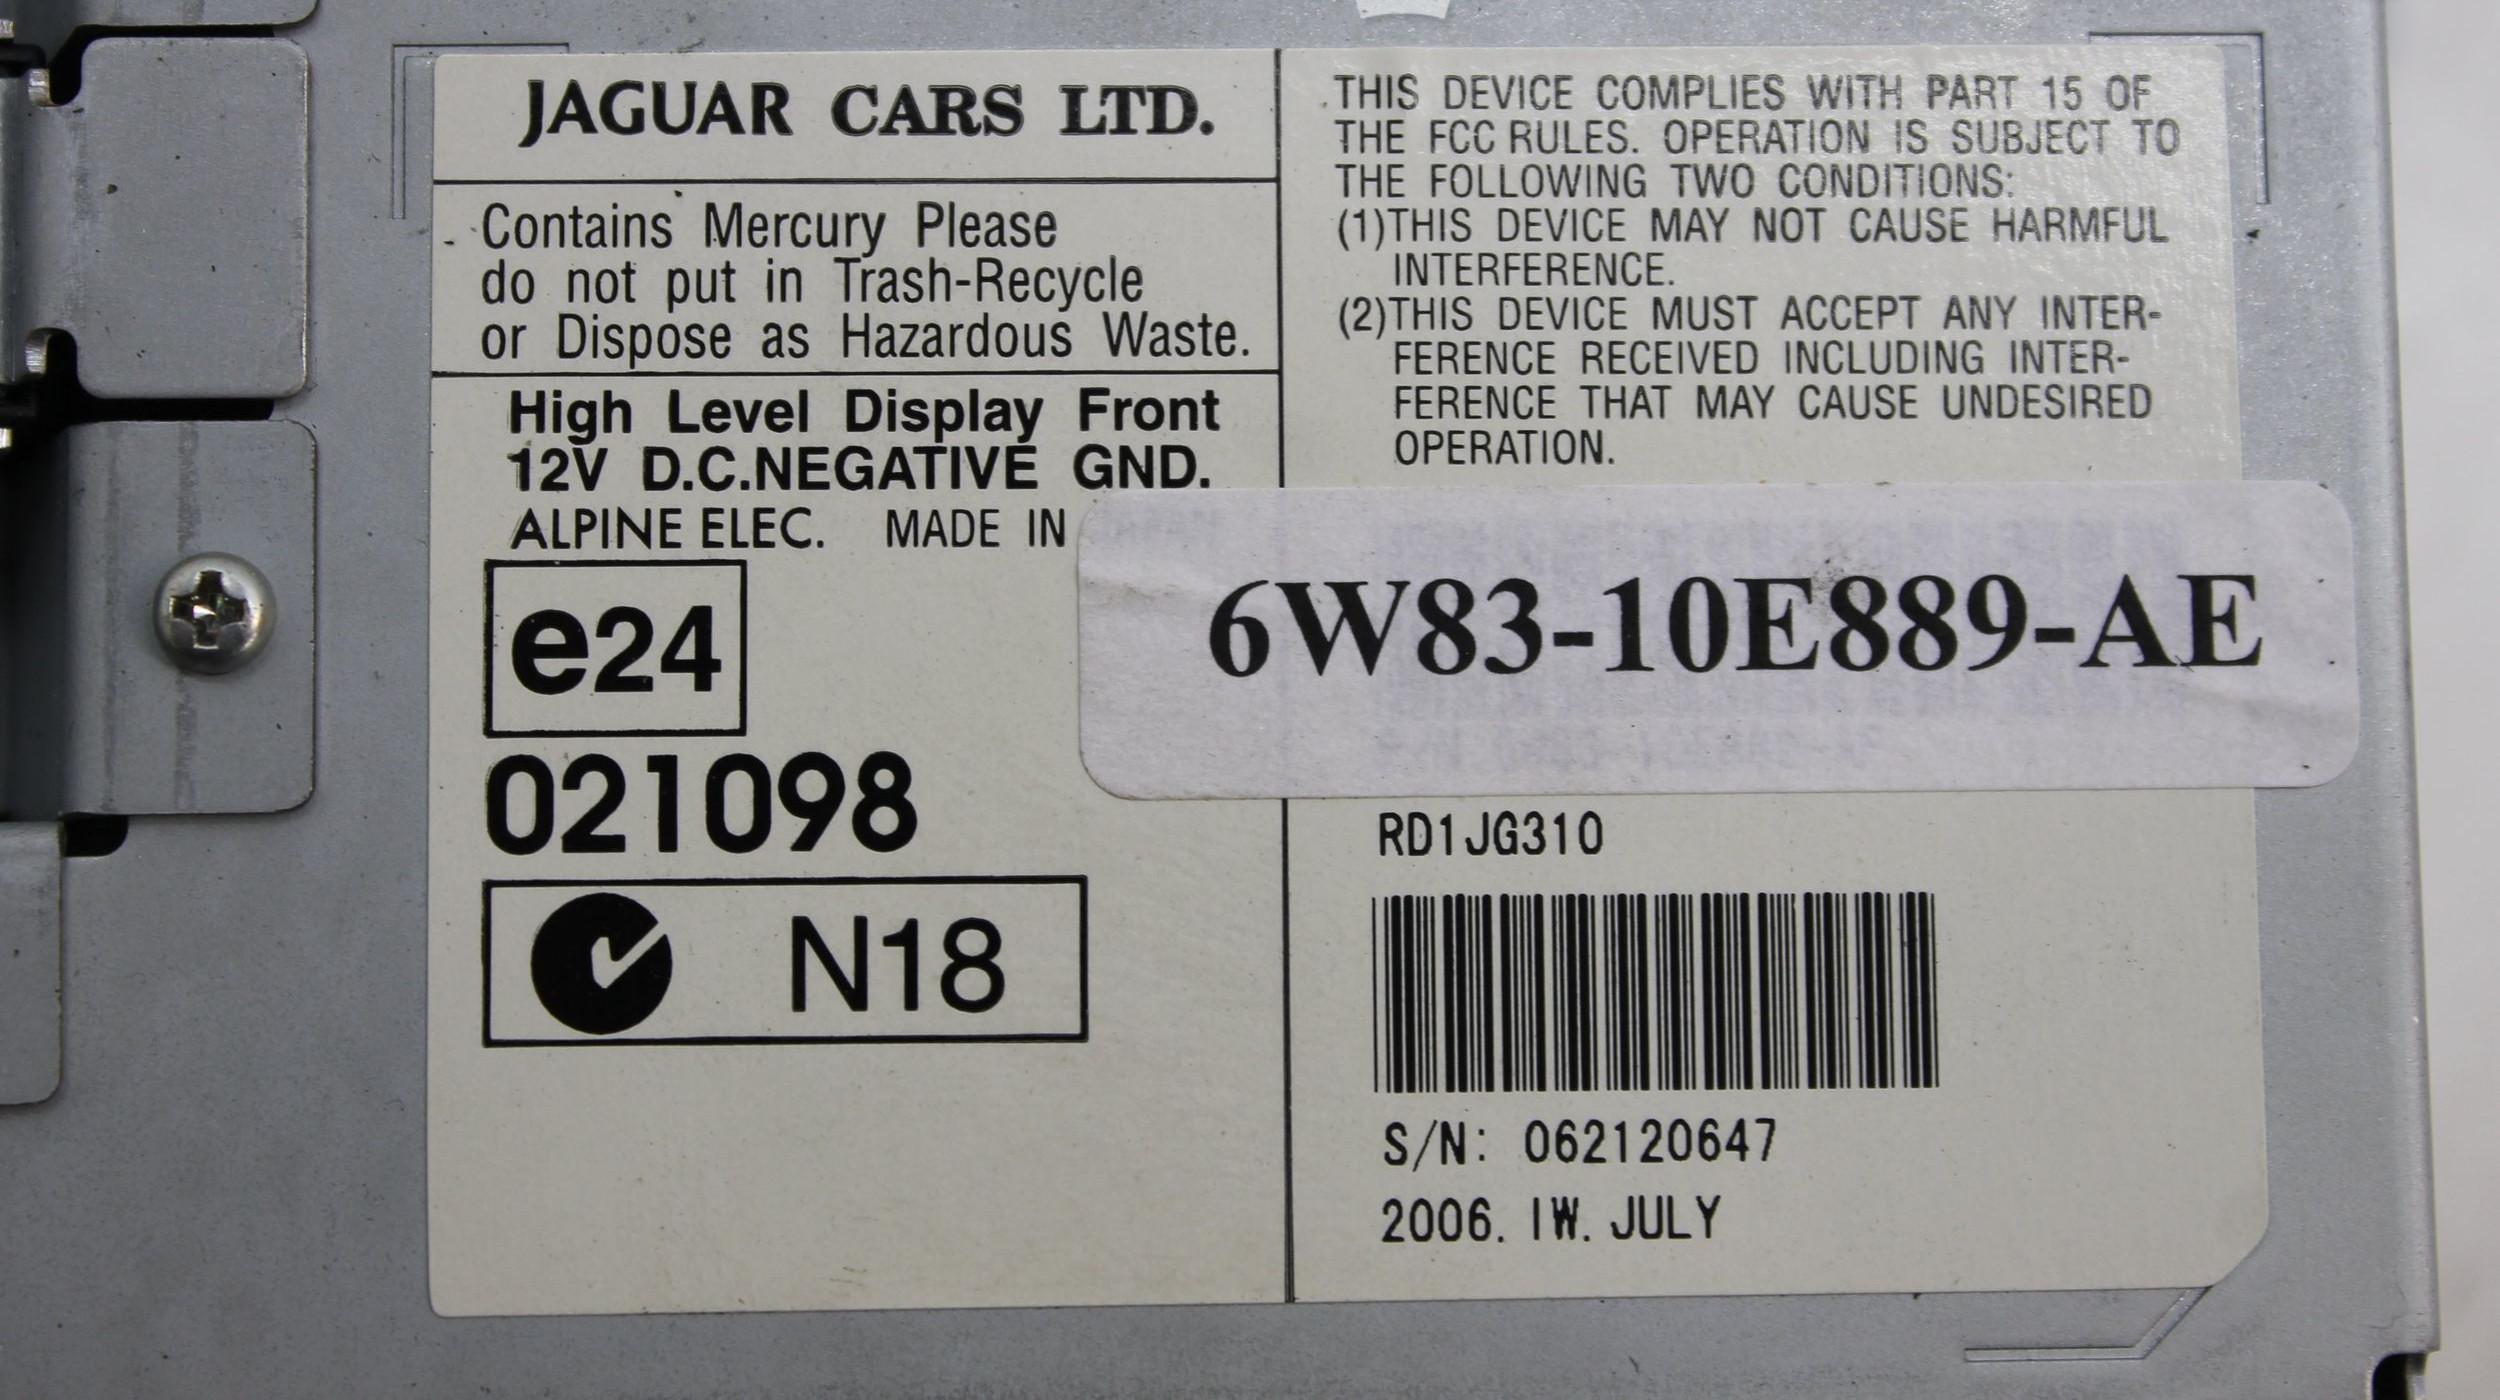 JAGUAR CARS LTD.
Contains Mercury Please
do not put in Trash-Recycle
or Dispose as Hazardous Waste.
High Level Display Front
12V D.C.NEGATIVE GND.
ALPINE ELEC. MADE IN
e24
021098
N18
THIS DEVICE COMPLIES WITH PART 15 OF
THE FCC RULES. OPERATION IS SUBJECT TO
THE FOLLOWING TWO CONDITIONS:
(1)THIS DEVICE MAY NOT CAUSE HARMFUL
INTERFERENCE.
(2)THIS DEVICE MUST ACCEPT ANY INTER-
FERENCE RECEIVED INCLUDING INTER-
FERENCE THAT MAY CAUSE UNDESIRED
OPERATION.
6W83-10E889-AE
RD1JG310
S/N: 062120647
2006. 1W. JULY